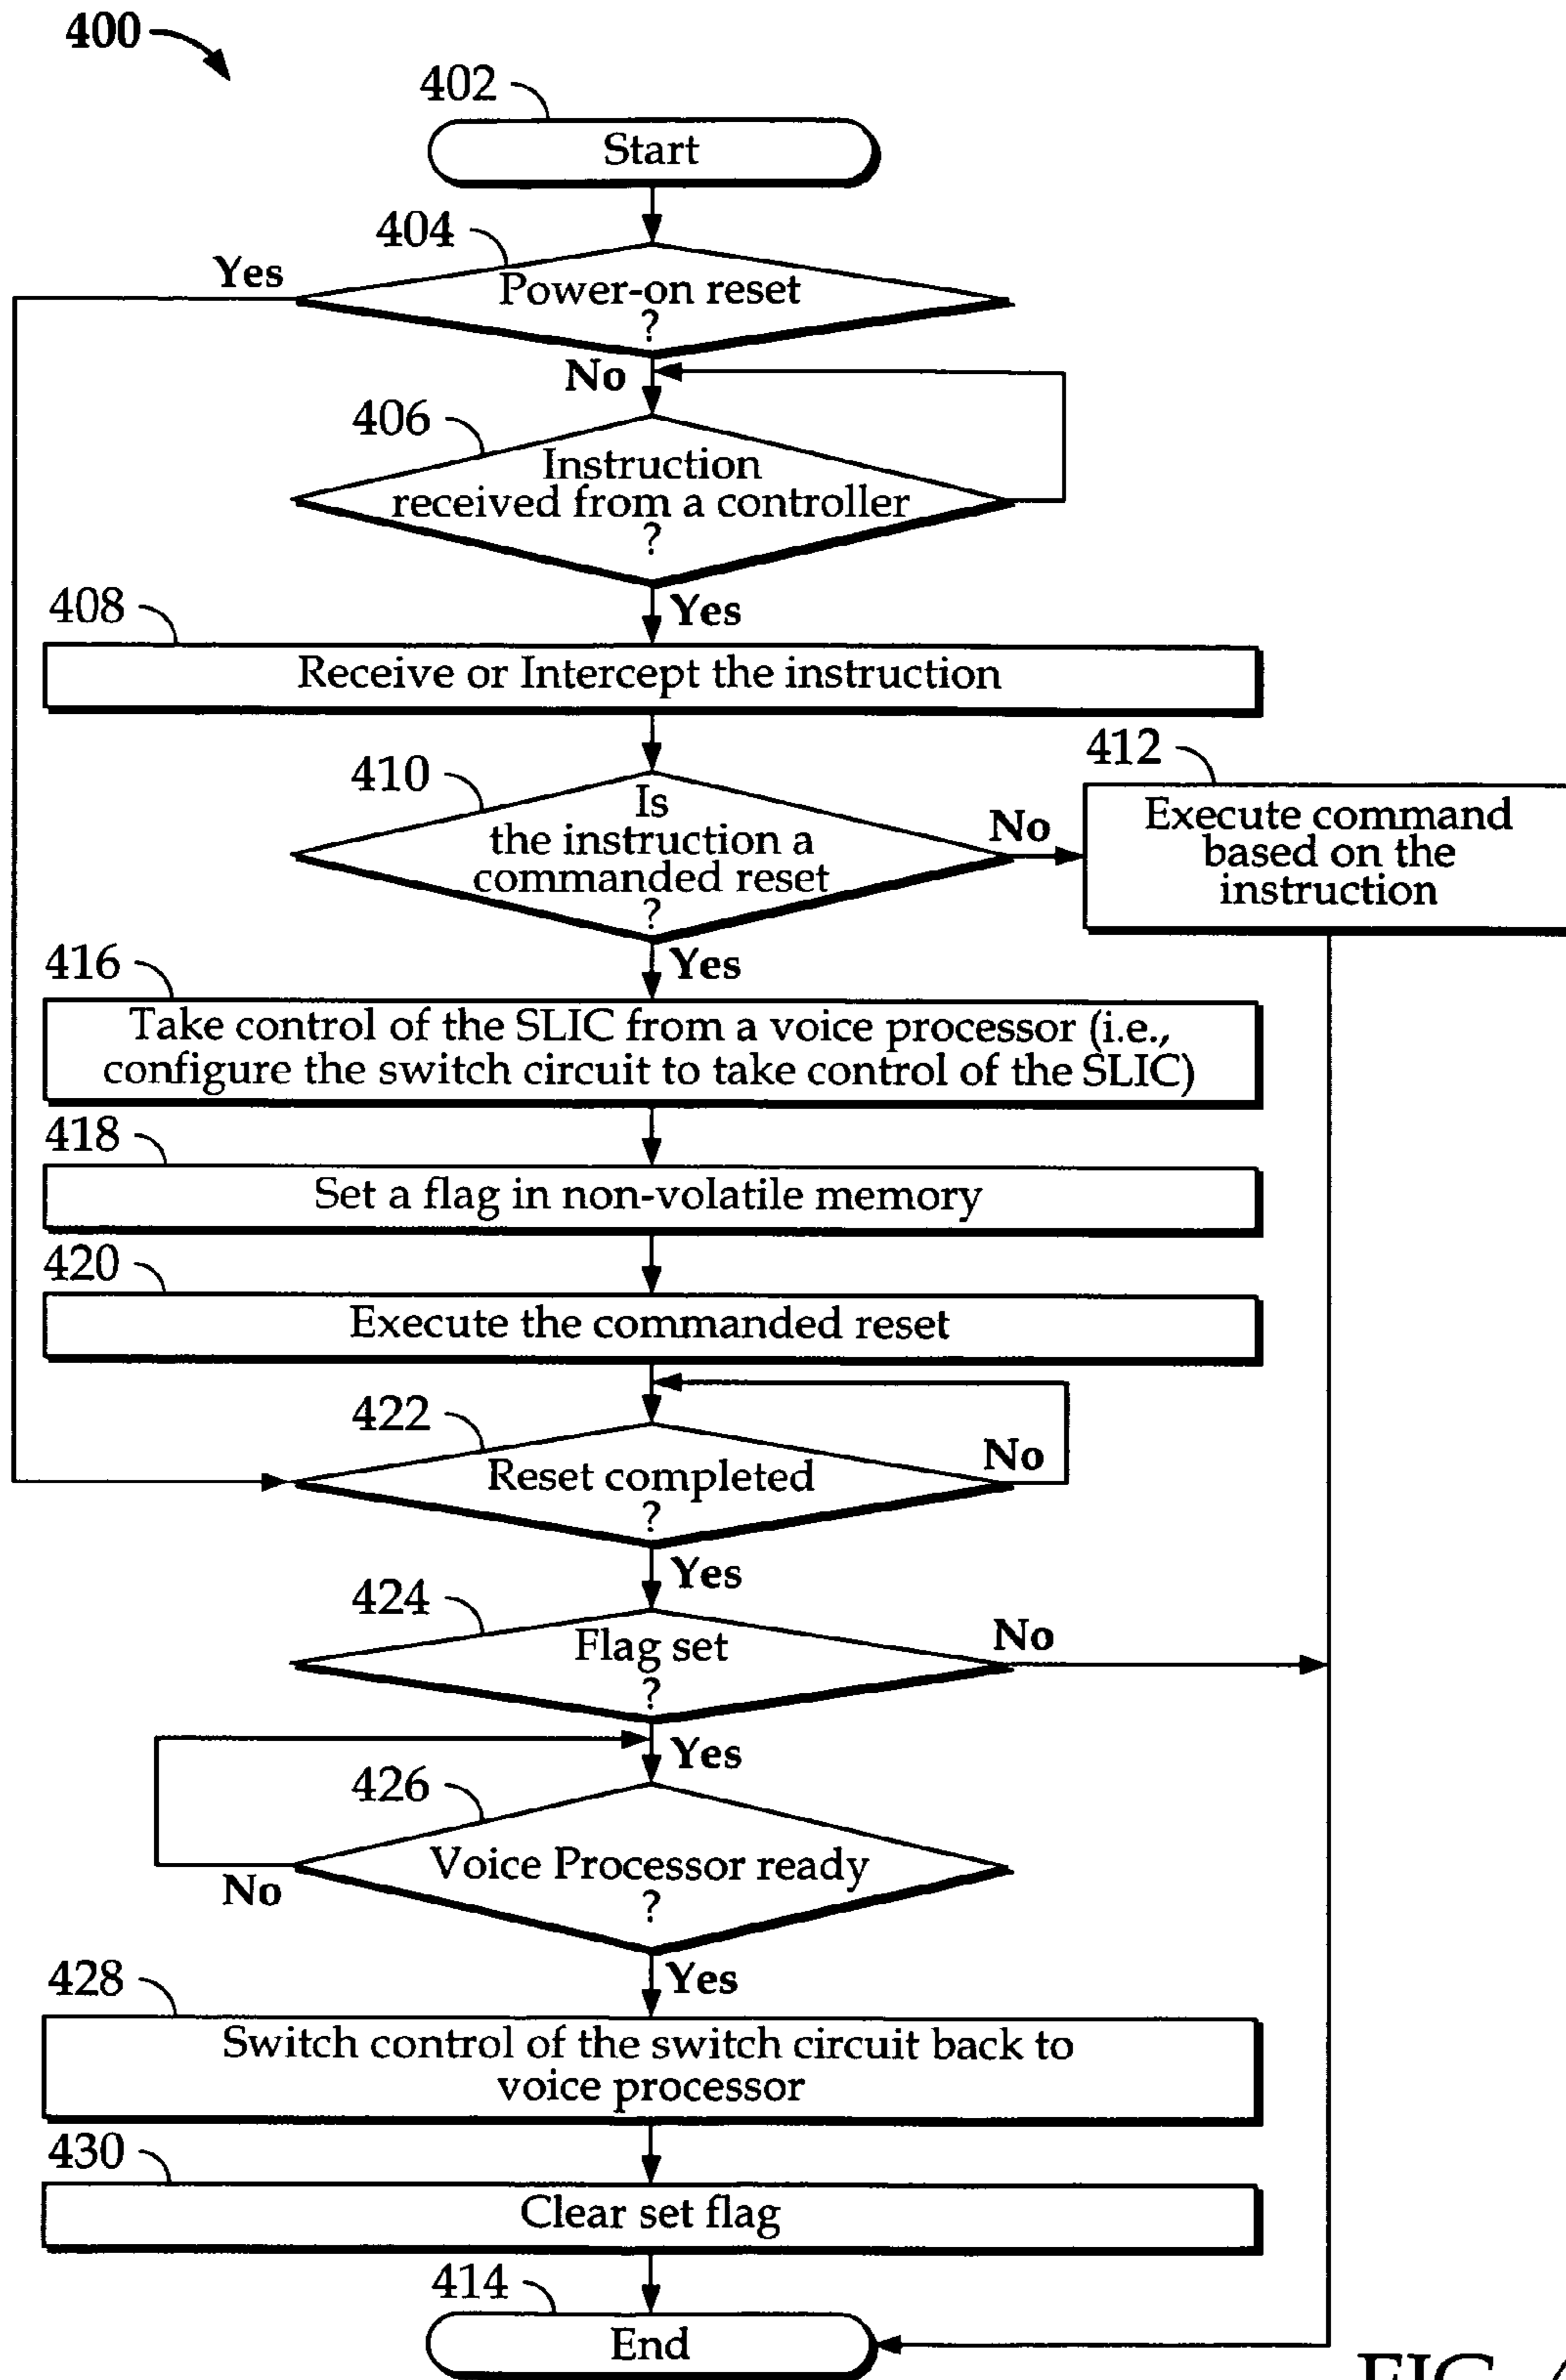 400
402
Start
404
Yes
Power-on reset
?
No
406
Instruction
received from a controller
?
Yes
408
Receive or Intercept the instruction
410
Is
the instruction a
commanded reset
?
No
412
Execute command
based on the
instruction
Yes
416
Take control of the SLIC from a voice processor (i.e.,
configure the switch circuit to take control of the SLIC)
418
Set a flag in non-volatile memory
420
Execute the commanded reset
422
Reset completed
?
No
Yes
424
Flag set
?
No
Yes
426
Voice Processor ready
?
No
Yes
428
Switch control of the switch circuit back to
voice processor
430
Clear set flag
414
End